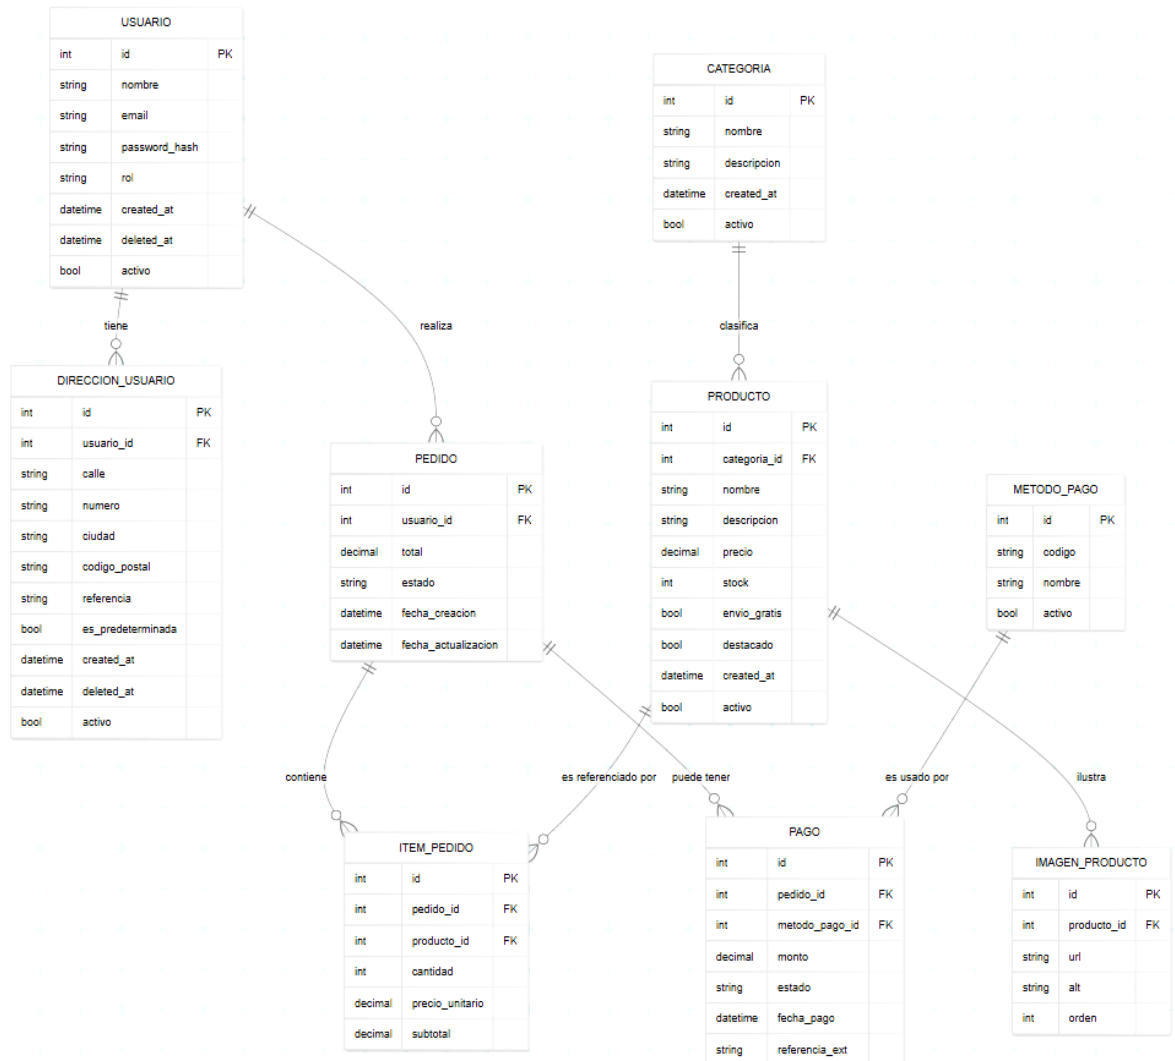 USUARIO
int id PK
string nombre
string email
string password_hash
string rol
datetime created_at
datetime deleted_at
bool activo
CATEGORIA
int id PK
string nombre
string descripcion
datetime created_at
bool activo
tiene
realiza
clasifica
DIRECCION_USUARIO
int id PK
int usuario_id FK
string calle
string numero
string ciudad
string codigo_postal
string referencia
bool es_predeterminada
datetime created_at
datetime deleted_at
bool activo
PEDIDO
int id PK
int usuario_id FK
decimal total
string estado
datetime fecha_creacion
datetime fecha_actualizacion
PRODUCTO
int id PK
int categoria_id FK
string nombre
string descripcion
decimal precio
int stock
bool envio_gratis
bool destacado
datetime created_at
bool activo
METODO_PAGO
int id PK
string codigo
string nombre
bool activo
contiene
es referenciado por
puede tener
es usado por
ilustra
ITEM_PEDIDO
int id PK
int pedido_id FK
int producto_id FK
int cantidad
decimal precio_unitario
decimal subtotal
PAGO
int id PK
int pedido_id FK
int metodo_pago_id FK
decimal monto
string estado
datetime fecha_pago
string referencia_ext
IMAGEN_PRODUCTO
int id PK
int producto_id FK
string url
string alt
int orden